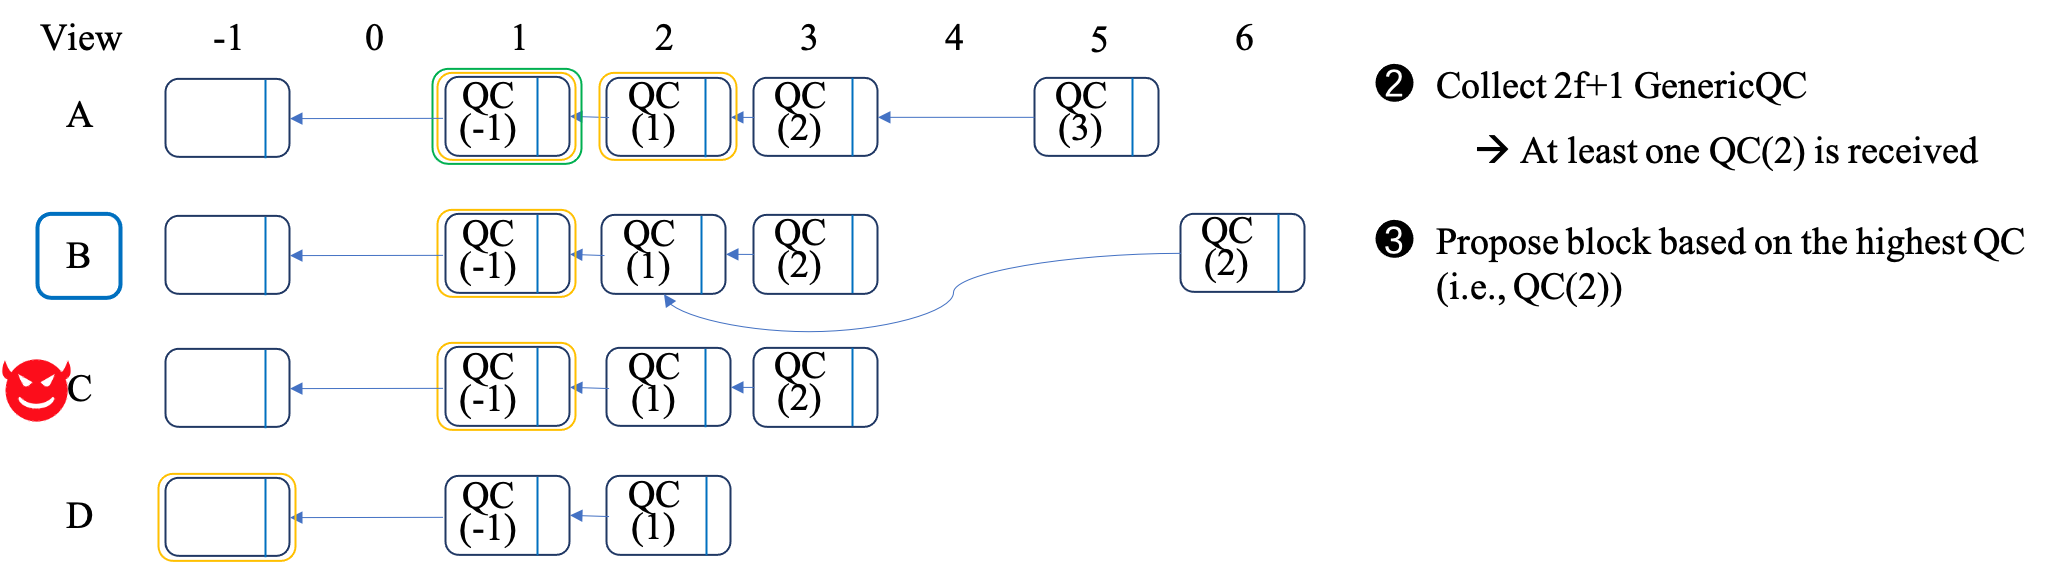 View -1 0 1 2 3 4 5 6
A
QC (-1)
QC (1)
QC (2)
QC (3)
❷ Collect 2f+1 GenericQC
→ At least one QC(2) is received
B
QC (-1)
QC (1)
QC (2)
QC (2)
❸ Propose block based on the highest QC
(i.e., QC(2))
C
QC (-1)
QC (1)
QC (2)
D
QC (-1)
QC (1)